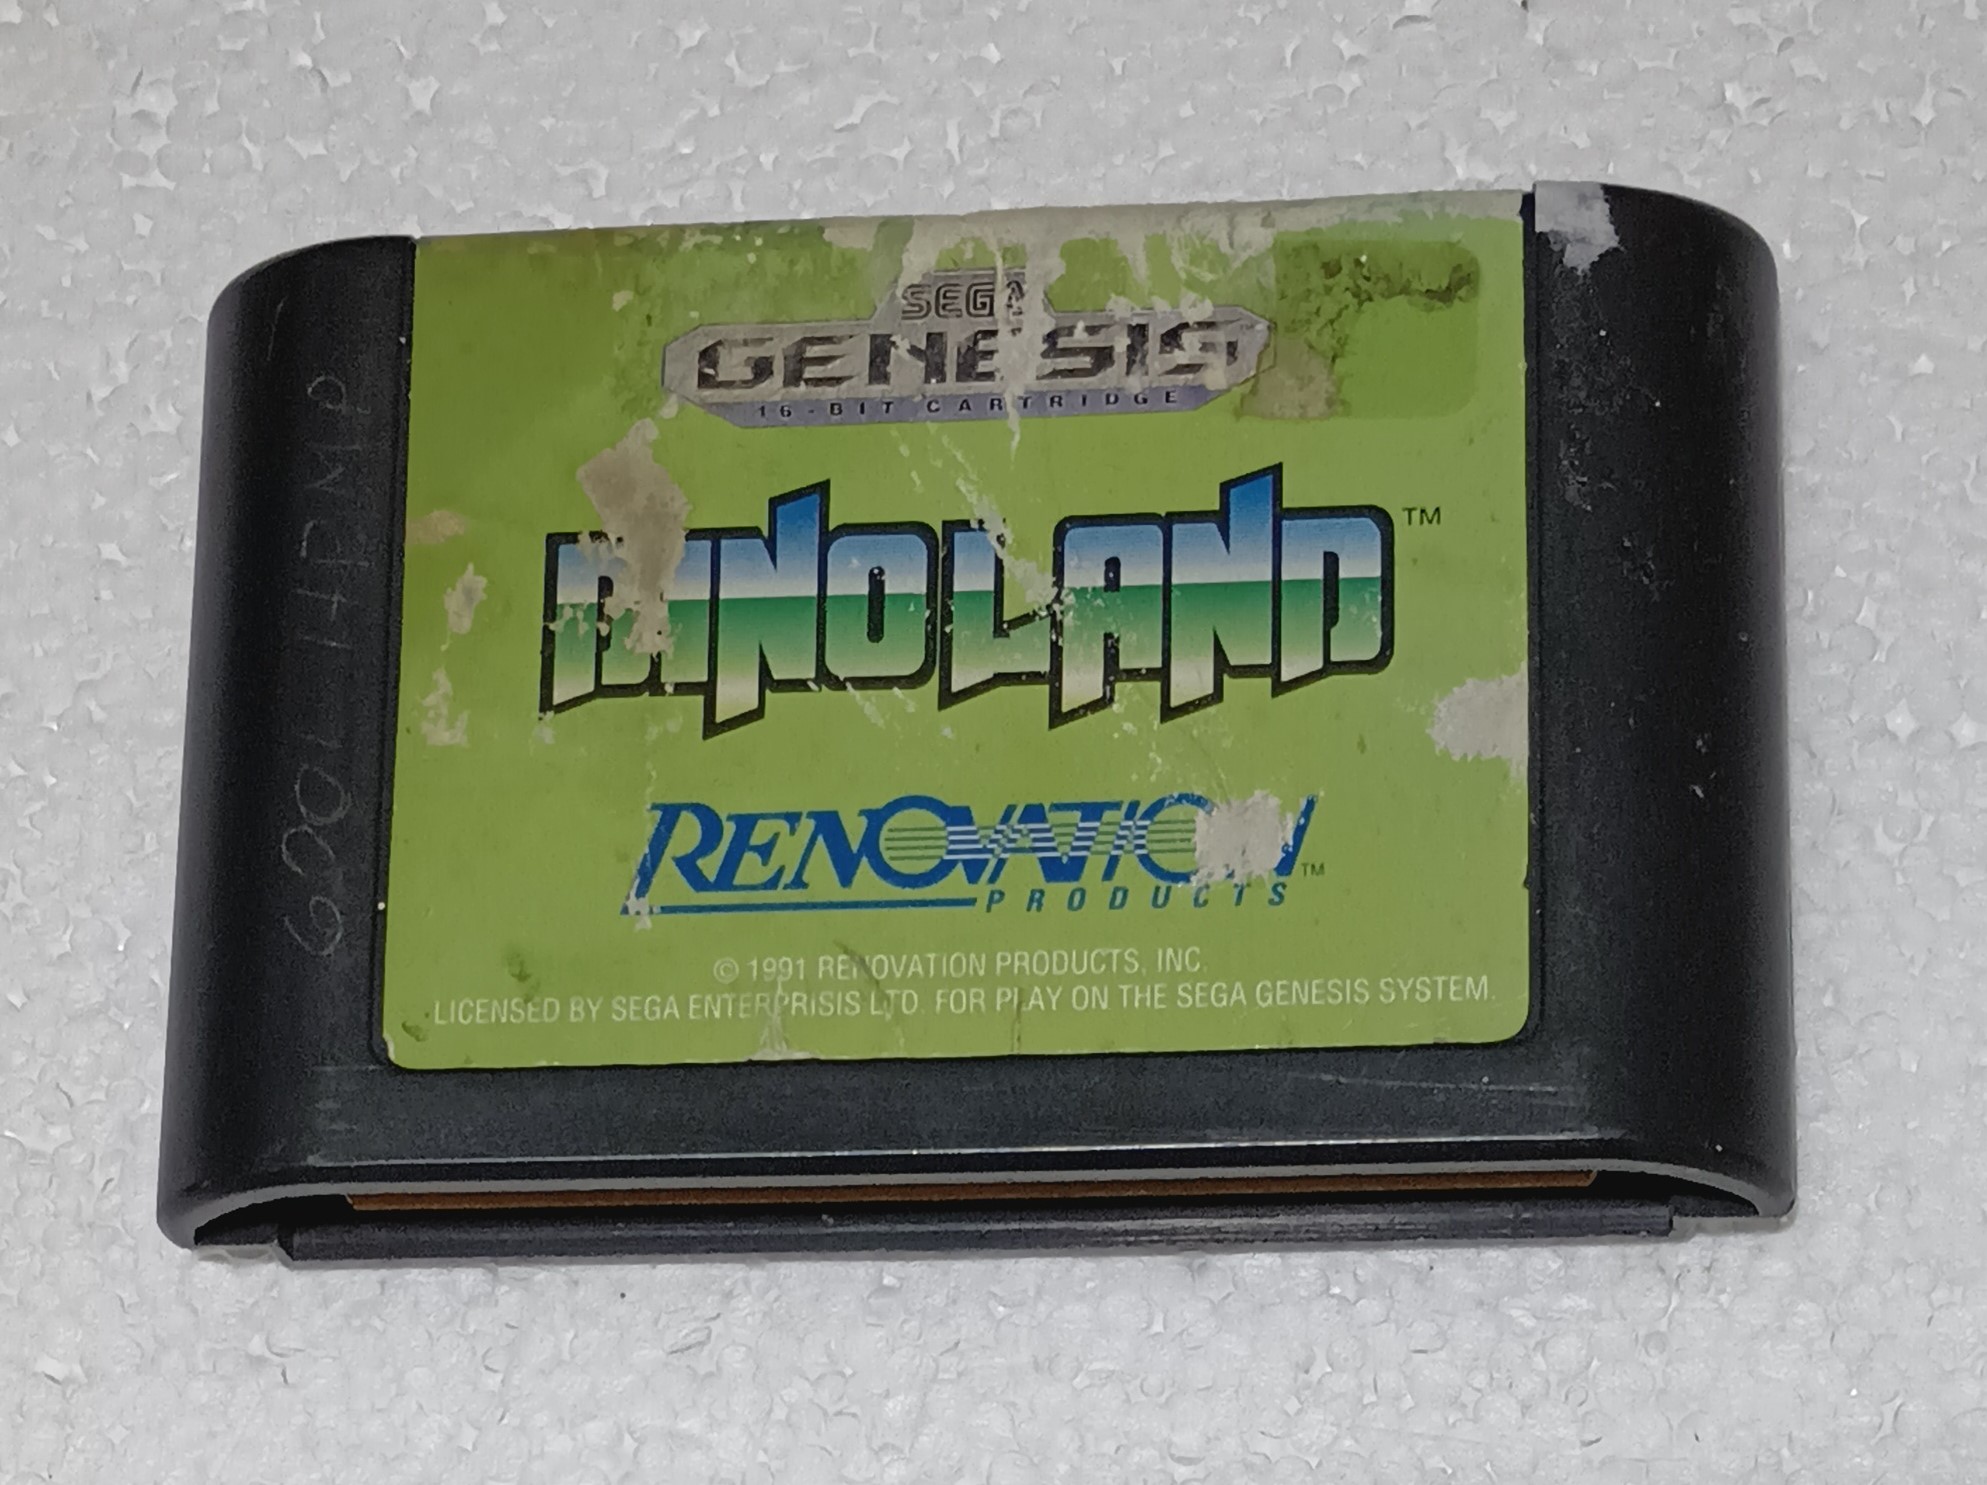 SEGA
GENESIS
16-BIT CARTRIDGE
DINOLAND™
RENOVATION™
PRODUCTS
© 1991 RENOVATION PRODUCTS, INC.
LICENSED BY SEGA ENTERPRISIS LTD. FOR PLAY ON THE SEGA GENESIS SYSTEM.